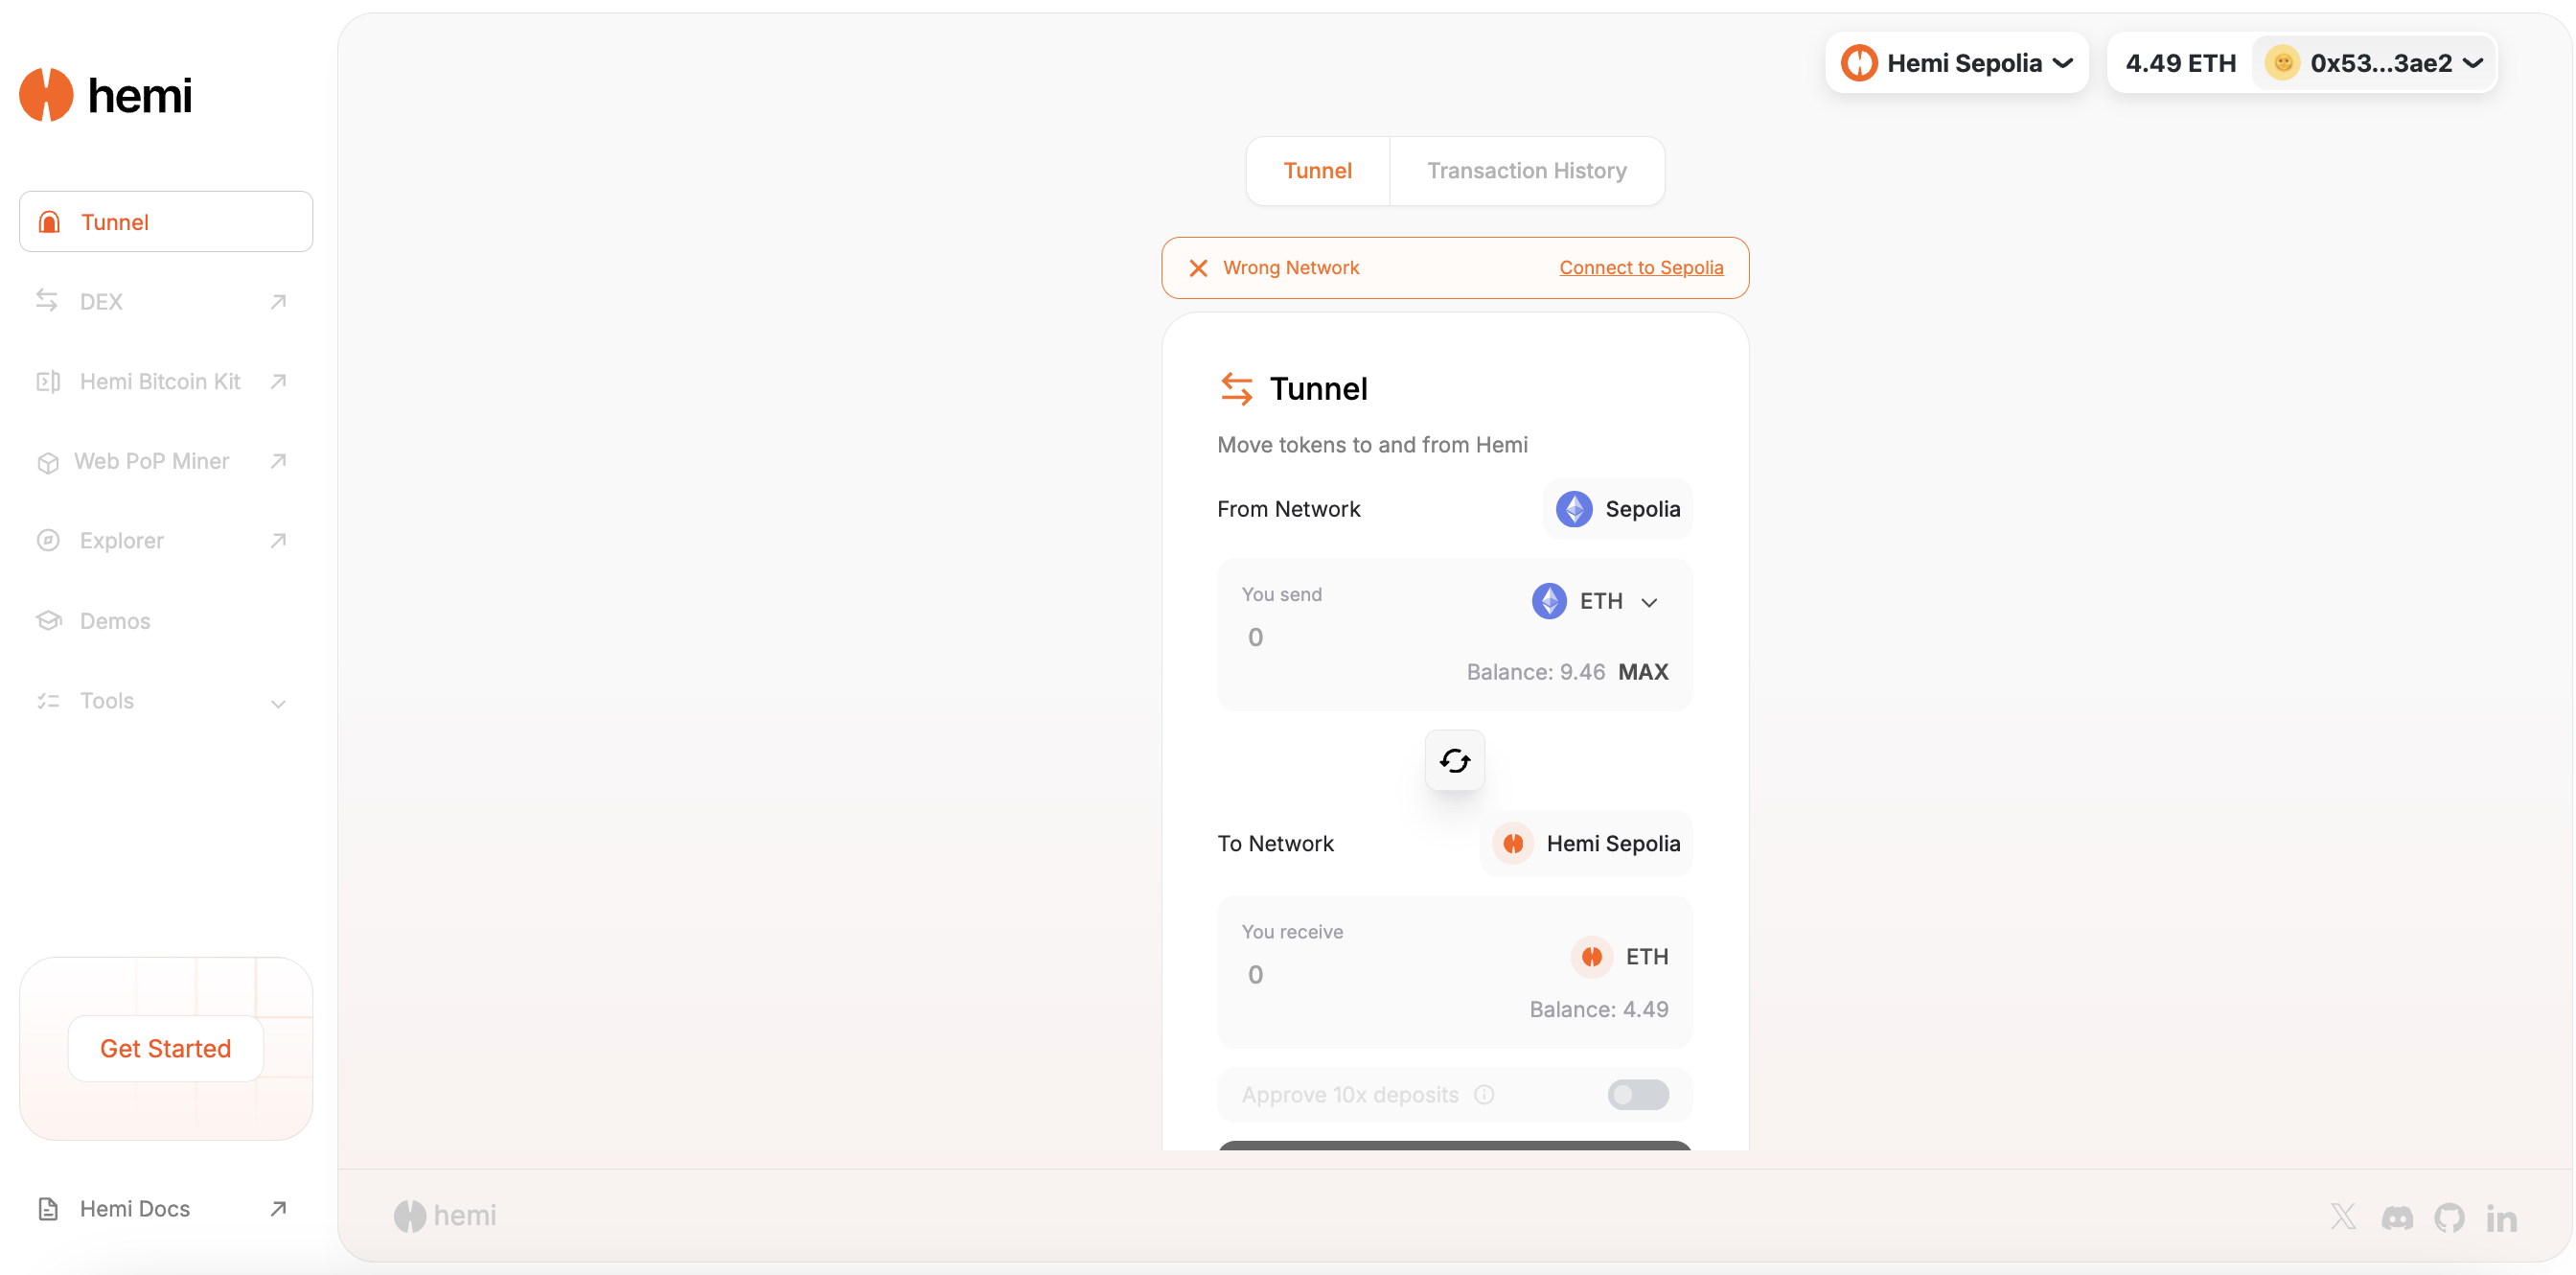 hemi
Hemi Sepolia
4.49 ETH
0x53...3ae2
Tunnel
DEX
Hemi Bitcoin Kit
Web PoP Miner
Explorer
Demos
Tools
Get Started
Hemi Docs
Tunnel
Transaction History
Wrong Network
Connect to Sepolia
Tunnel
Move tokens to and from Hemi
From Network
Sepolia
You send
ETH
0
Balance: 9.46 MAX
To Network
Hemi Sepolia
You receive
ETH
0
Balance: 4.49
Approve 10x deposits
hemi